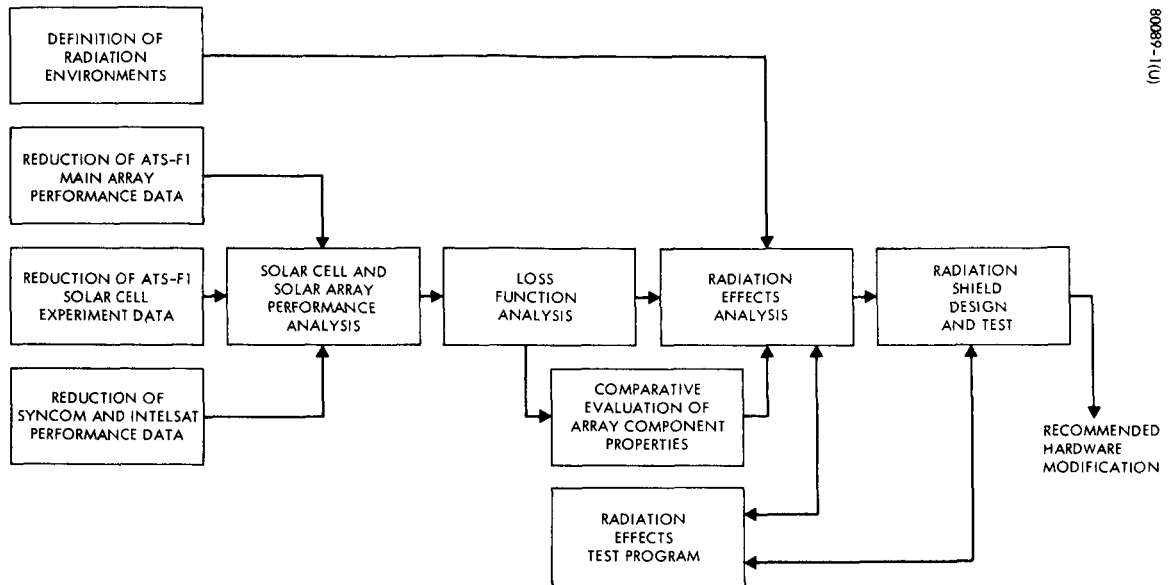 80089-1(U)
DEFINITION OF
RADIATION
ENVIRONMENTS
REDUCTION OF ATS-F1
MAIN ARRAY
PERFORMANCE DATA
REDUCTION OF ATS-F1
SOLAR CELL
EXPERIMENT DATA
REDUCTION OF
SYNCOM AND INTELSAT
PERFORMANCE DATA
SOLAR CELL AND
SOLAR ARRAY
PERFORMANCE
ANALYSIS
LOSS
FUNCTION
ANALYSIS
COMPARATIVE
EVALUATION OF
ARRAY COMPONENT
PROPERTIES
RADIATION
EFFECTS
ANALYSIS
RADIATION
EFFECTS
TEST PROGRAM
RADIATION
SHIELD
DESIGN
AND TEST
RECOMMENDED
HARDWARE
MODIFICATION